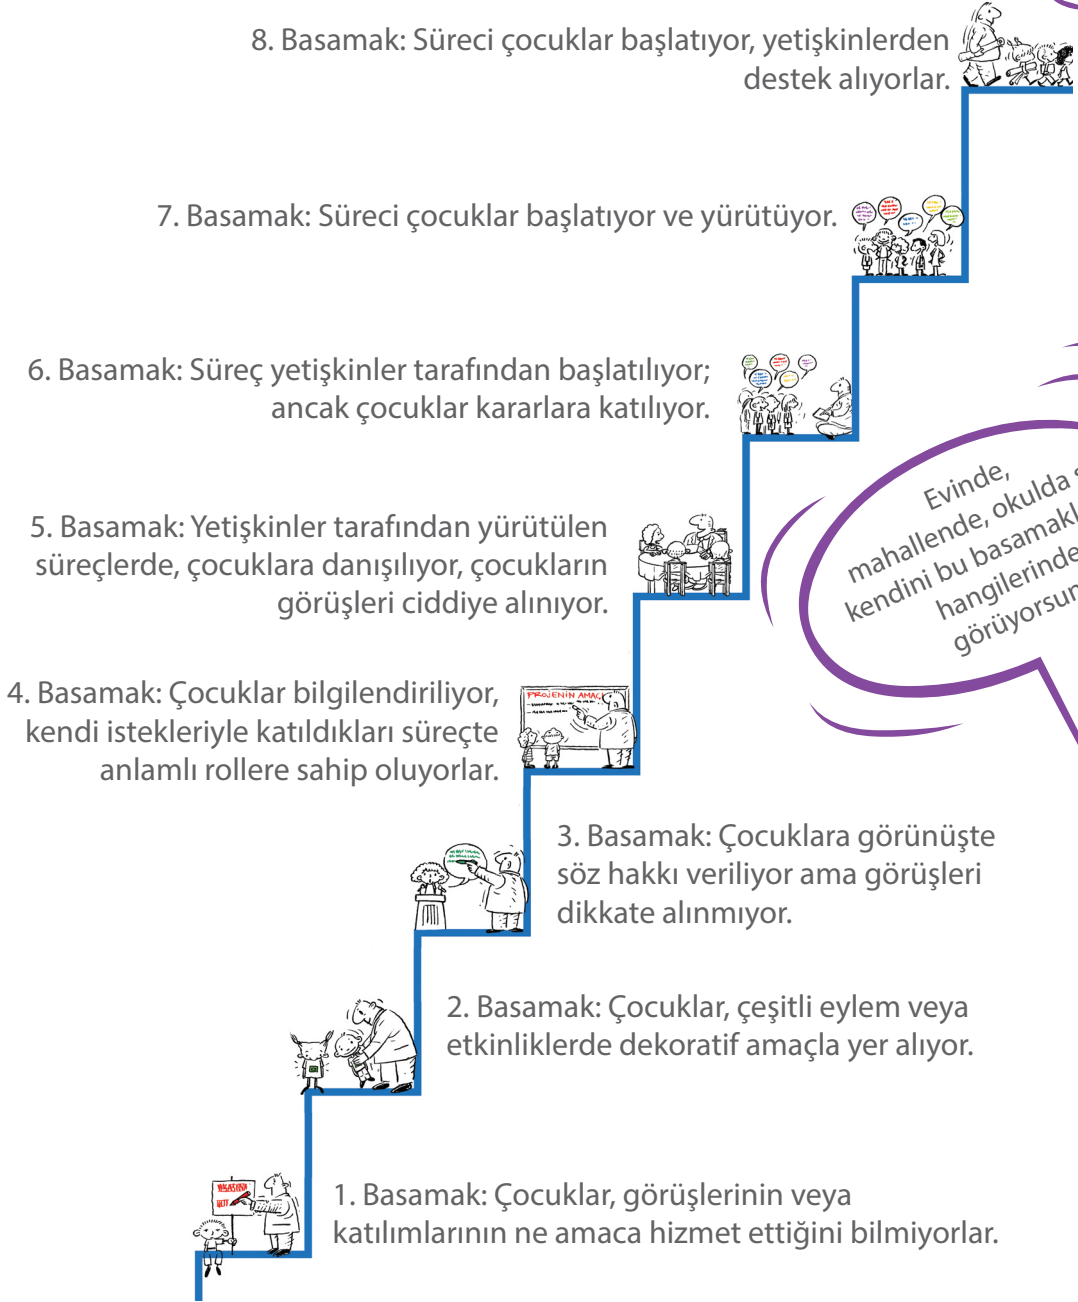 8. Basamak: Süreci çocuklar başlatıyor, yetişkinlerden
destek alıyorlar.
7. Basamak: Süreci çocuklar başlatıyor ve yürütüyor.
6. Basamak: Süreç yetişkinler tarafından başlatılıyor;
ancak çocuklar kararlara katılıyor.
Evinde,
mahallende, okulda
kendini bu
hangilerinde
5. Basamak: Yetişkinler tarafından yürütülen
süreçlerde, çocuklara danışılıyor, çocukların
görüşleri ciddiye alınıyor.
4. Basamak: Çocuklar bilgilendiriliyor,
kendi istekleriyle katıldıkları süreçte
anlamlı rollere sahip oluyorlar.
PROJENİN
3. Basamak: Çocuklara görünüşte
söz hakkı veriliyor ama görüşleri
dikkate alınmıyor.
2. Basamak: Çocuklar, çeşitli eylem veya
etkinliklerde dekoratif amaçla yer alıyor.
1. Basamak: Çocuklar, görüşlerinin veya
katılımlarının ne amaca hizmet ettiğini bilmiyorlar.